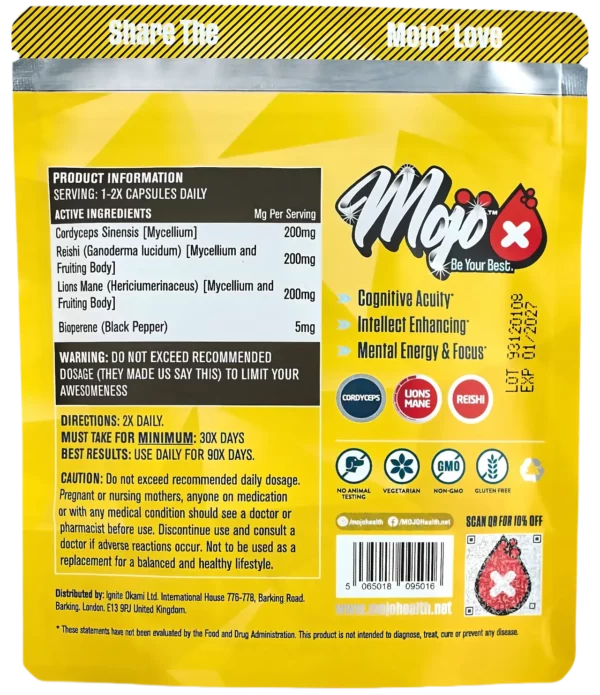 Share The Mojo™ Love
PRODUCT INFORMATION
SERVING: 1-2X CAPSULES DAILY
ACTIVE INGREDIENTS Mg Per Serving
Cordyceps Sinensis [Mycellium] 200mg
Reishi (Ganoderma lucidum) [Mycellium and
Fruiting Body] 200mg
Lions Mane (Hericiumerinaceus) [Mycellium and
Fruiting Body] 200mg
Bioperene (Black Pepper) 5mg
WARNING: DO NOT EXCEED RECOMMENDED
DOSAGE (THEY MADE US SAY THIS) TO LIMIT YOUR
AWESOMENESS
DIRECTIONS: 2X DAILY.
MUST TAKE FOR MINIMUM: 30X DAYS
BEST RESULTS: USE DAILY FOR 90X DAYS.
CAUTION: Do not exceed recommended daily dosage.
Pregnant or nursing mothers, anyone on medication
or with any medical condition should see a doctor or
pharmacist before use. Discontinue use and consult a
doctor if adverse reactions occur. Not to be used as a
replacement for a balanced and healthy lifestyle.
Mojo™ X
Be Your Best.
Cognitive Acuity*
Intellect Enhancing*
Mental Energy & Focus*
LOT 93120108
EXP 01/2027
CORDYCEPS
LIONS
MANE
REISHI
NO ANIMAL
TESTING
VEGETARIAN
GMO
NON-GMO
GLUTEN FREE
/mojohealth /MOJOHealth.net
SCAN QR FOR 10% OFF
5 065018 095016
www.mojohealth.net
Distributed by: Ignite Okami Ltd. International House 776-778, Barking Road.
Barking, London, E13 9PJ United Kingdom.
* These statements have not been evaluated by the Food and Drug Administration. This product is not intended to diagnose, treat, cure or prevent any disease.